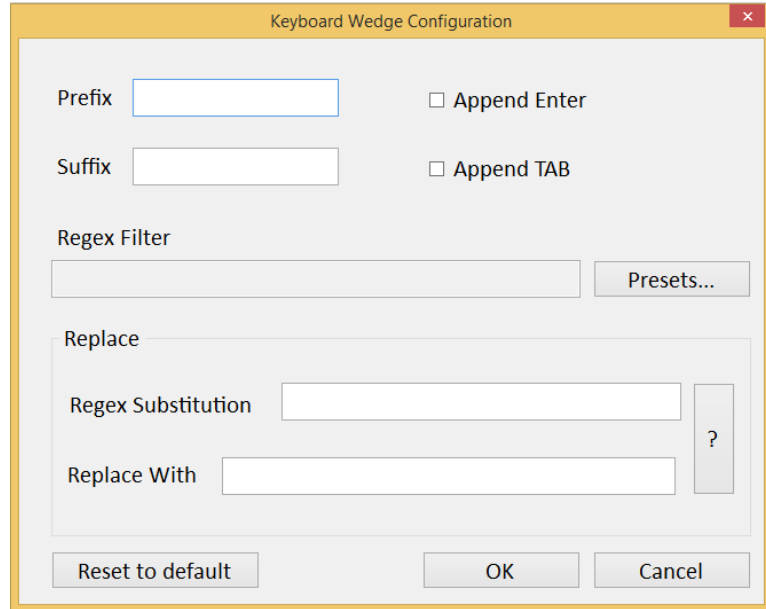 Keyboard Wedge Configuration
Prefix
Append Enter
Suffix
Append TAB
Regex Filter
Presets...
Replace
Regex Substitution
?
Replace With
Reset to default
OK
Cancel